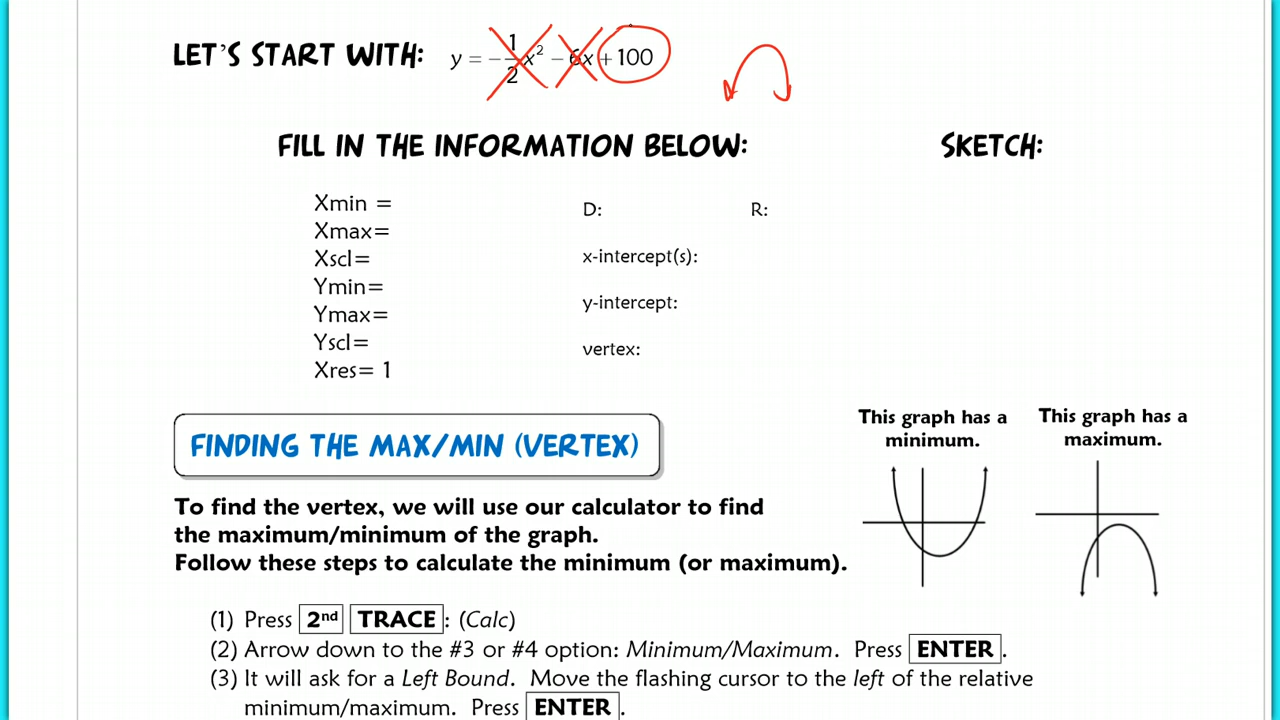 LET'S START WITH: y = -1/2 x² - 6x + 100
FILL IN THE INFORMATION BELOW: SKETCH:
Xmin =
Xmax=
Xscl=
Ymin=
Ymax=
Yscl=
Xres= 1
D: R:
x-intercept(s):
y-intercept:
vertex:
FINDING THE MAX/MIN (VERTEX)
This graph has a
minimum.
This graph has a
maximum.
To find the vertex, we will use our calculator to find
the maximum/minimum of the graph.
Follow these steps to calculate the minimum (or maximum).
(1) Press 2nd TRACE: (Calc)
(2) Arrow down to the #3 or #4 option: Minimum/Maximum. Press ENTER.
(3) It will ask for a Left Bound. Move the flashing cursor to the left of the relative
minimum/maximum. Press ENTER.